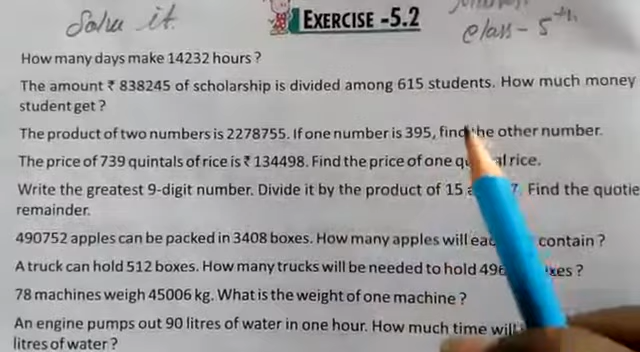 Solve it.
EXERCISE -5.2
class - 5th.
How many days make 14232 hours ?
The amount ₹ 838245 of scholarship is divided among 615 students. How much money
student get ?
The product of two numbers is 2278755. If one number is 395, find the other number.
The price of 739 quintals of rice is ₹ 134498. Find the price of one rice.
Write the greatest 9-digit number. Divide it by the product of 15 7. Find the
remainder.
490752 apples can be packed in 3408 boxes. How many apples will contain ?
A truck can hold 512 boxes. How many trucks will be needed to hold ?
78 machines weigh 45006 kg. What is the weight of one machine ?
An engine pumps out 90 litres of water in one hour. How much time will
litres of water ?